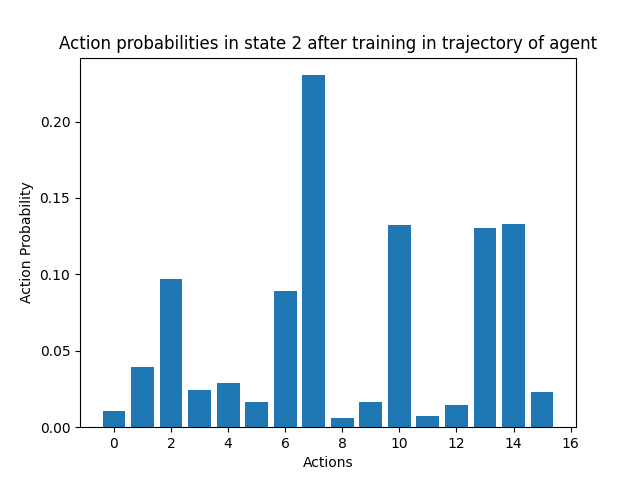 Action probabilities in state 2 after training in trajectory of agent
Action Probability
0.20
0.15
0.10
0.05
0.00
0 2 4 6 8 10 12 14 16
Actions